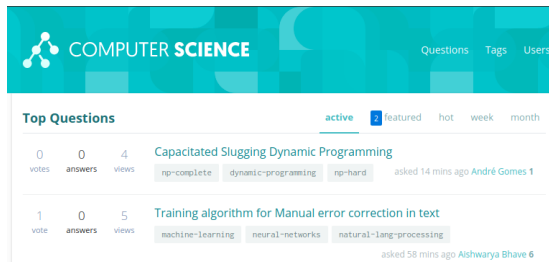 COMPUTER SCIENCE Questions Tags Users
Top Questions active 2 featured hot week month
0 0 4 Capacitated Slugging Dynamic Programming
votes answers views np-complete dynamic-programming np-hard asked 14 mins ago André Gomes 1
1 0 5 Training algorithm for Manual error correction in text
vote answers views machine-learning neural-networks natural-lang-processing
asked 58 mins ago Aishwarya Bhave 6